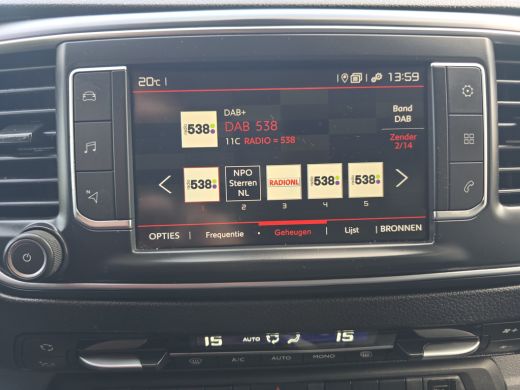 20°C
13:59
DAB+
DAB 538
11C RADIO = 538
Band
DAB
Zender
2/14
538
538
NPO
Sterren
NL
RADIONL
538
538
1 2 3 4 5
OPTIES Frequentie Geheugen Lijst BRONNEN
N
15 AUTO 15
A/C AUTO MONO